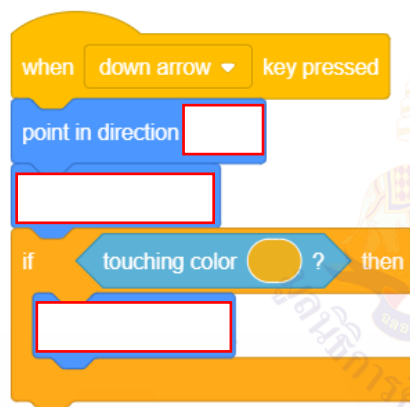 when down arrow key pressed
point in direction
if touching color ? then